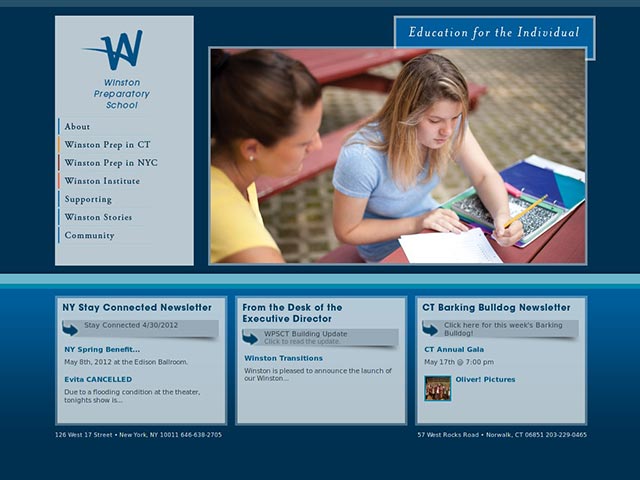 Education for the Individual
W
Winston
Preparatory
School
About
Winston Prep in CT
Winston Prep in NYC
Winston Institute
Supporting
Winston Stories
Community
NY Stay Connected Newsletter
Stay Connected 4/30/2012
NY Spring Benefit...
May 8th, 2012 at the Edison Ballroom.
Evita CANCELLED
Due to a flooding condition at the theater,
tonights show is...
From the Desk of the
Executive Director
WPSCT Building Update
Click to read the update.
Winston Transitions
Winston is pleased to announce the launch of
our Winston...
CT Barking Bulldog Newsletter
Click here for this week's Barking
Bulldog!
CT Annual Gala
May 17th @ 7:00 pm
Oliver! Pictures
126 West 17 Street • New York, NY 10011 646-638-2705
57 West Rocks Road • Norwalk, CT 06851 203-229-0465